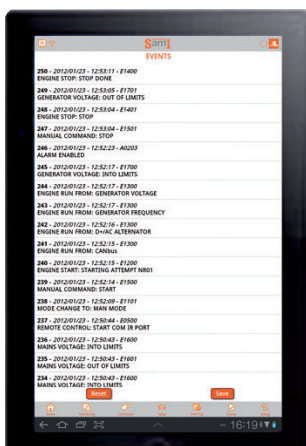 Sam1
EVENTS
250 - 2012/01/23 - 12:53:11 - E1400
ENGINE STOP: STOP DONE
249 - 2012/01/23 - 12:53:05 - E1701
GENERATOR VOLTAGE: OUT OF LIMITS
248 - 2012/01/23 - 12:53:04 - E1401
ENGINE STOP: STOP
247 - 2012/01/23 - 12:53:04 - E1501
MANUAL COMMAND: STOP
246 - 2012/01/23 - 12:52:23 - A0203
ALARM ENABLED
245 - 2012/01/23 - 12:52:17 - E1700
GENERATOR VOLTAGE: INTO LIMITS
244 - 2012/01/23 - 12:52:17 - E1300
ENGINE RUN FROM: GENERATOR VOLTAGE
243 - 2012/01/23 - 12:52:17 - E1300
ENGINE RUN FROM: GENERATOR FREQUENCY
242 - 2012/01/23 - 12:52:16 - E1300
ENGINE RUN FROM: D+/AC ALTERNATOR
241 - 2012/01/23 - 12:52:15 - E1300
ENGINE RUN FROM: CANbus
240 - 2012/01/23 - 12:52:15 - E1200
ENGINE START: STARTING ATTEMPT NR01
239 - 2012/01/23 - 12:52:14 - E1500
MANUAL COMMAND: START
238 - 2012/01/23 - 12:52:09 - E1101
MODE CHANGE TO: MAN MODE
237 - 2012/01/23 - 12:50:44 - E0500
REMOTE CONTROL: START COM IR PORT
236 - 2012/01/23 - 12:50:43 - E1600
MAINS VOLTAGE: INTO LIMITS
235 - 2012/01/23 - 12:50:43 - E1601
MAINS VOLTAGE: OUT OF LIMITS
234 - 2012/01/23 - 12:50:43 - E1600
MAINS VOLTAGE: INTO LIMITS
Reset Save
16:19